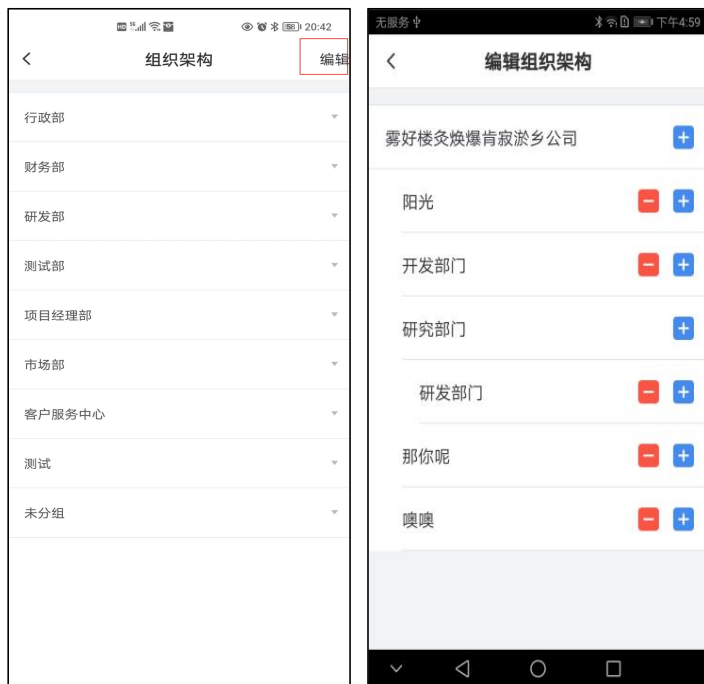 20:42
组织架构
编辑
行政部
财务部
研发部
测试部
项目经理部
市场部
客户服务中心
测试
未分组
无服务 下午4:59
编辑组织架构
雾好楼灸焕爆肯寂淤乡公司
阳光
开发部门
研究部门
研发部门
那你呢
噢噢